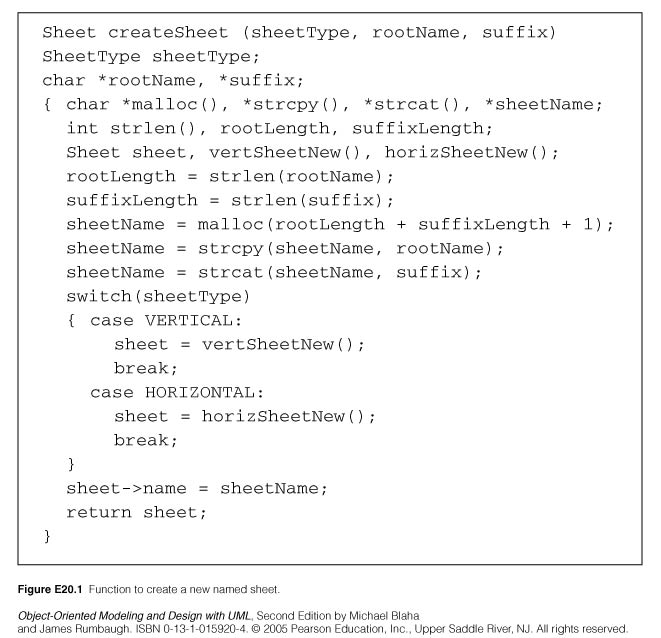 Sheet createSheet (sheetType, rootName, suffix)
SheetType sheetType;
char *rootName, *suffix;
{ char *malloc(), *strcpy(), *strcat(), *sheetName;
int strlen(), rootLength, suffixLength;
Sheet sheet, vertSheetNew(), horizSheetNew();
rootLength = strlen(rootName);
suffixLength = strlen(suffix);
sheetName = malloc(rootLength + suffixLength + 1);
sheetName = strcpy(sheetName, rootName);
sheetName = strcat(sheetName, suffix);
switch(sheetType)
{ case VERTICAL:
sheet = vertSheetNew();
break;
case HORIZONTAL:
sheet = horizSheetNew();
break;
}
sheet->name = sheetName;
return sheet;
}
Figure E20.1 Function to create a new named sheet.
Object-Oriented Modeling and Design with UML, Second Edition by Michael Blaha
and James Rumbaugh. ISBN 0-13-1-015920-4. © 2005 Pearson Education, Inc., Upper Saddle River, NJ. All rights reserved.